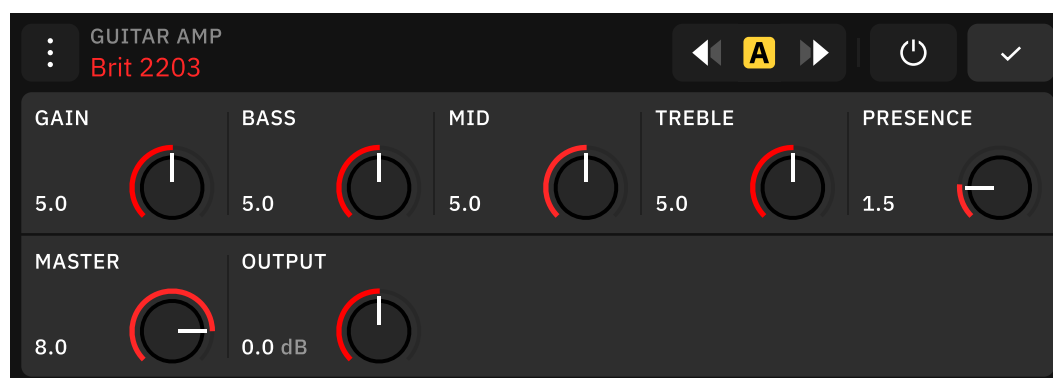 GUITAR AMP
Brit 2203
A
GAIN BASS MID TREBLE PRESENCE
5.0 5.0 5.0 5.0 1.5
MASTER OUTPUT
8.0 0.0 dB